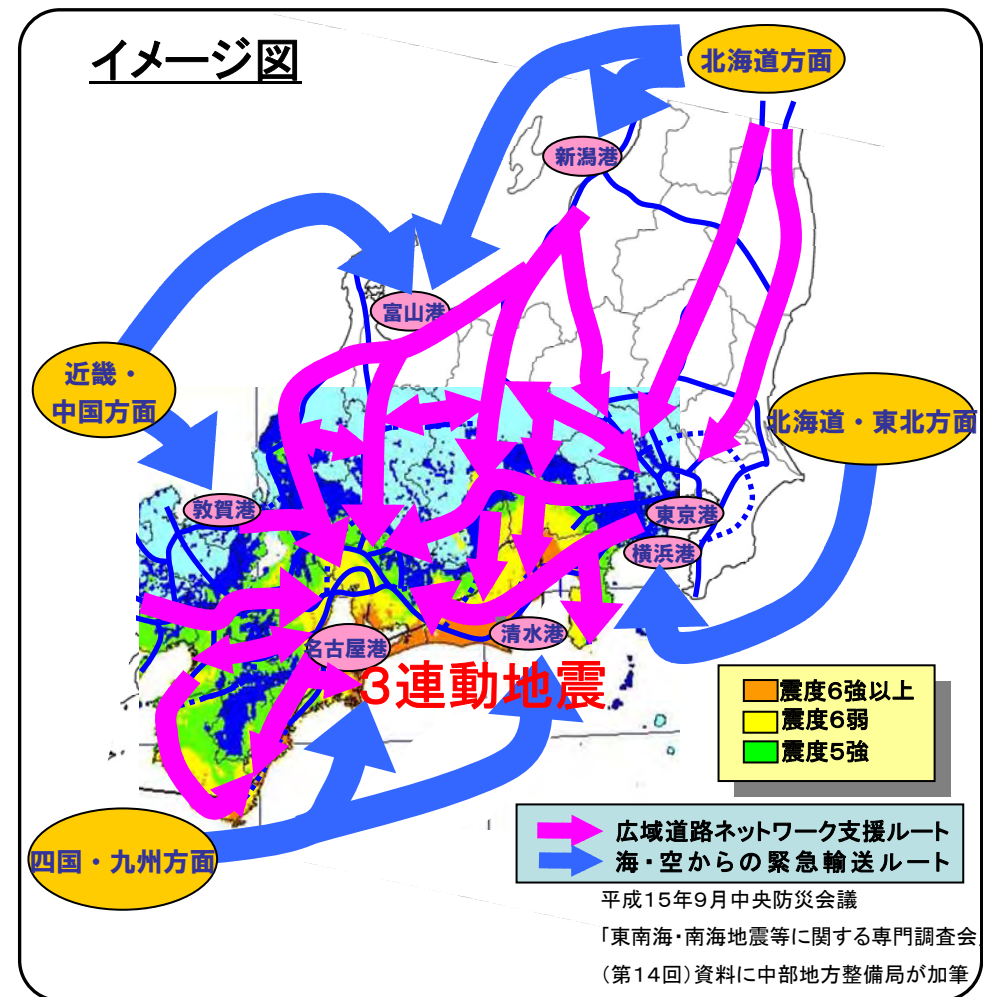 イメージ図
北海道方面
新潟港
富山港
近畿・
中国方面
北海道・東北方面
敦賀港
東京港
横浜港
清水港
名古屋港
3連動地震
震度6強以上
震度6弱
震度5強
四国・九州方面
広域道路ネットワーク支援ルート
海・空からの緊急輸送ルート
平成15年9月中央防災会議
「東南海・南海地震等に関する専門調査会」
(第14回)資料に中部地方整備局が加筆